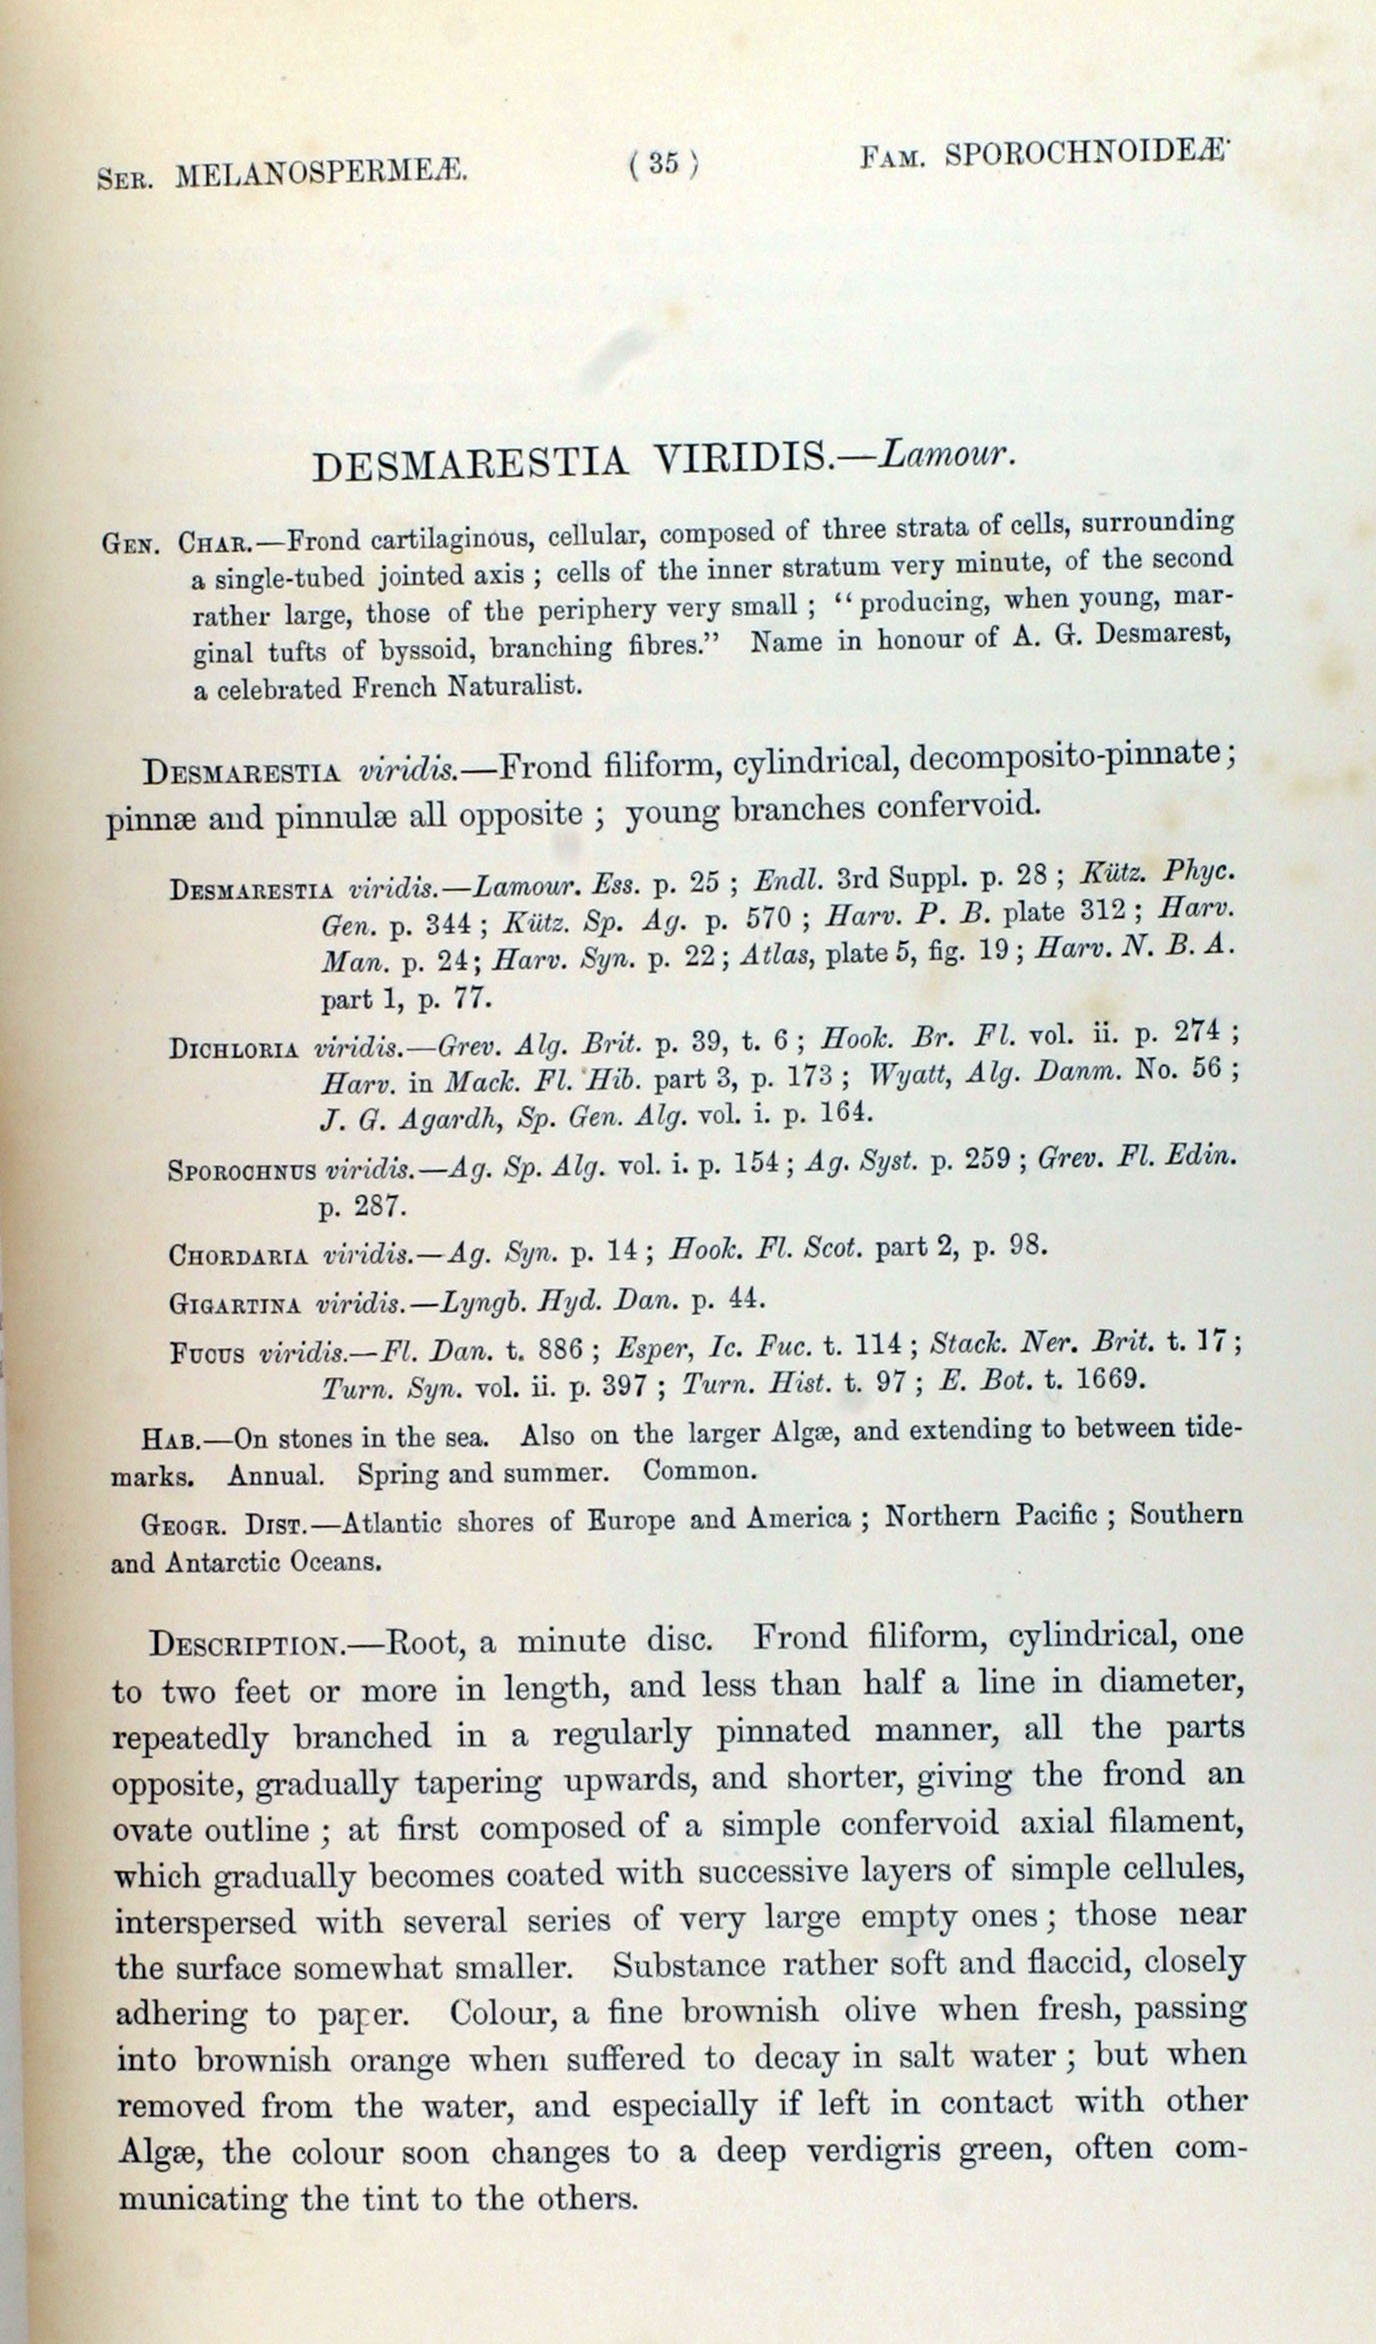 Ser. MELANOSPERMEÆ. (35) Fam. SPOROCHNOIDEÆ.
DESMARESTIA VIRIDIS.—Lamour.
Gen. Char.—Frond cartilaginous, cellular, composed of three strata of cells, surrounding
a single-tubed jointed axis ; cells of the inner stratum very minute, of the second
rather large, those of the periphery very small ; “ producing, when young, mar-
ginal tufts of byssoid, branching fibres.” Name in honour of A. G. Desmarest,
a celebrated French Naturalist.
Desmarestia viridis.—Frond filiform, cylindrical, decomposito-pinnate ;
pinnæ and pinnulæ all opposite ; young branches confervoid.
Desmarestia viridis.—Lamour. Ess. p. 25 ; Endl. 3rd Suppl. p. 28 ; Kütz. Phyc.
Gen. p. 344 ; Kütz. Sp. Ag. p. 570 ; Harv. P. B. plate 312 ; Harv.
Man. p. 24 ; Harv. Syn. p. 22 ; Atlas, plate 5, fig. 19 ; Harv. N. B. A.
part 1, p. 77.
Dichloria viridis.—Grev. Alg. Brit. p. 39, t. 6 ; Hook. Br. Fl. vol. ii. p. 274 ;
Harv. in Mack. Fl. Hib. part 3, p. 173 ; Wyatt, Alg. Danm. No. 56 ;
J. G. Agardh, Sp. Gen. Alg. vol. i. p. 164.
Sporochnus viridis.—Ag. Sp. Alg. vol. i. p. 154 ; Ag. Syst. p. 259 ; Grev. Fl. Edin.
p. 287.
Chordaria viridis.—Ag. Syn. p. 14 ; Hook. Fl. Scot. part 2, p. 98.
Gigartina viridis.—Lyngb. Hyd. Dan. p. 44.
Fucus viridis.—Fl. Dan. t. 886 ; Esper, Ic. Fuc. t. 114 ; Stack. Ner. Brit. t. 17 ;
Turn. Syn. vol. ii. p. 397 ; Turn. Hist. t. 97 ; E. Bot. t. 1669.
Hab.—On stones in the sea. Also on the larger Algæ, and extending to between tide-
marks. Annual. Spring and summer. Common.
Geogr. Dist.—Atlantic shores of Europe and America ; Northern Pacific ; Southern
and Antarctic Oceans.
Description.—Root, a minute disc. Frond filiform, cylindrical, one
to two feet or more in length, and less than half a line in diameter,
repeatedly branched in a regularly pinnated manner, all the parts
opposite, gradually tapering upwards, and shorter, giving the frond an
ovate outline ; at first composed of a simple confervoid axial filament,
which gradually becomes coated with successive layers of simple cellules,
interspersed with several series of very large empty ones ; those near
the surface somewhat smaller. Substance rather soft and flaccid, closely
adhering to paper. Colour, a fine brownish olive when fresh, passing
into brownish orange when suffered to decay in salt water ; but when
removed from the water, and especially if left in contact with other
Algæ, the colour soon changes to a deep verdigris green, often com-
municating the tint to the others.